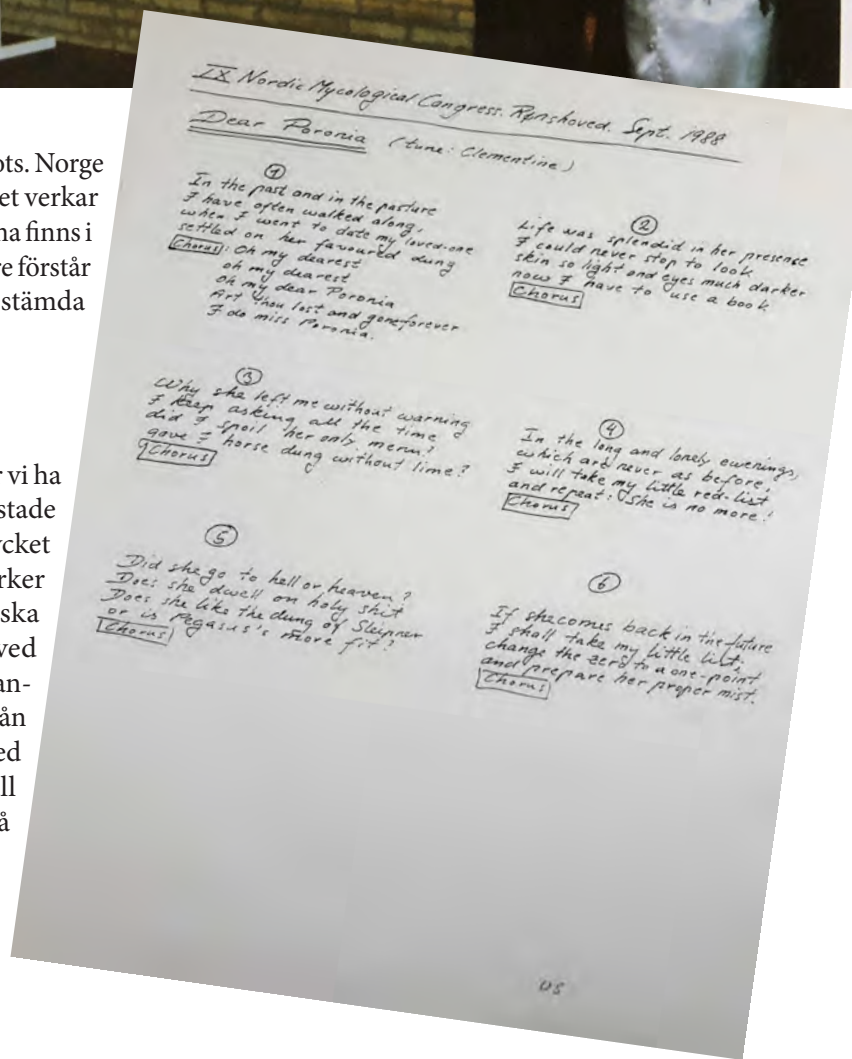 ots. Norge
et verkar
na finns i
re förstår
stämda
r vi ha
stade
cket
rker
ska
ved
an-
ån
ed
ll
å
IX Nordic Mycological Congress. Rønshoved. Sept. 1988
Dear Poronia (tune: Clementine)
1
In the past and in the pasture
I have often walked along,
when I went to date my loved-one
settled on her favoured dung
Chorus: Oh my dearest
oh my dearest
Oh my dear Poronia
Art thou lost and gone forever
I do miss Poronia.
2
Life was splendid in her presence
I could never stop to look
skin so light and eyes much darker
now I have to use a book
Chorus
3
Why she left me without warning
I keep asking all the time
did I spoil her only menu?
gave I horse dung without lime?
Chorus
4
In the long and lonely owenings,
which are never as before,
I will take my little red-list
and repeat: She is no more!
Chorus
5
Did she go to hell or heaven?
Does she dwell on holy shit
Does she like the dung of Sleipner
or is Pegasus's more fit?
Chorus
6
If she comes back in the future
I shall take my little list,
change the zero to a one-point
and prepare her proper mist.
Chorus
US